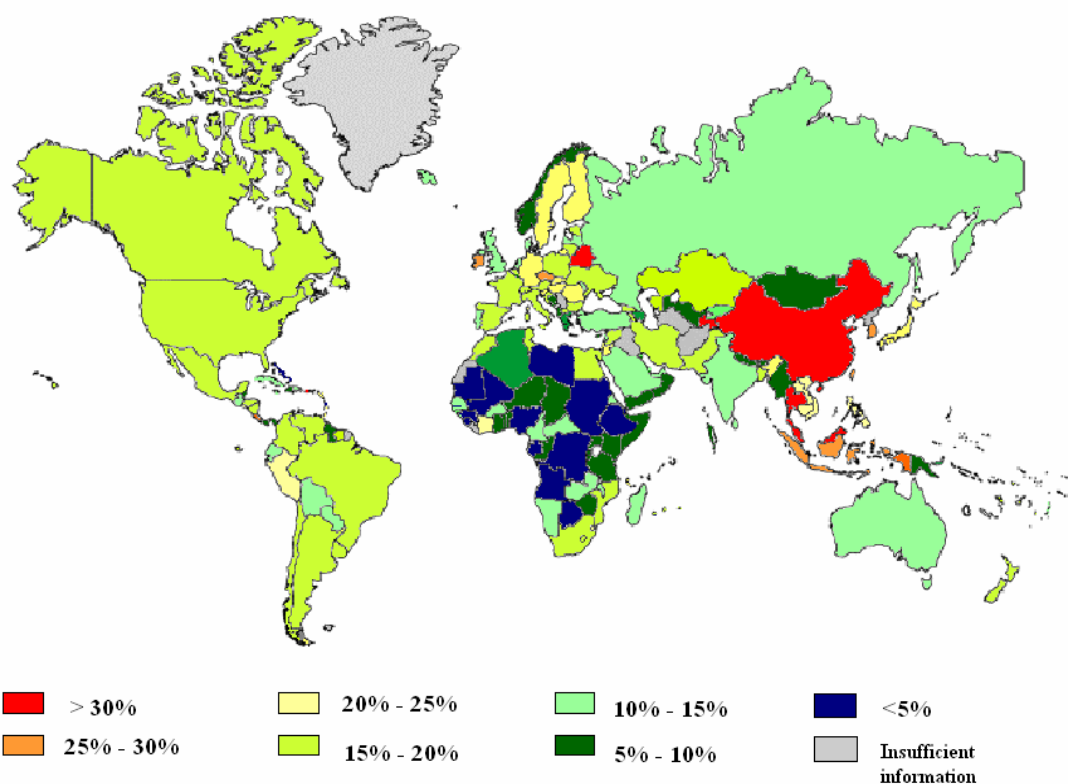 > 30%
20% - 25%
10% - 15%
<5%
25% - 30%
15% - 20%
5% - 10%
Insufficient
information